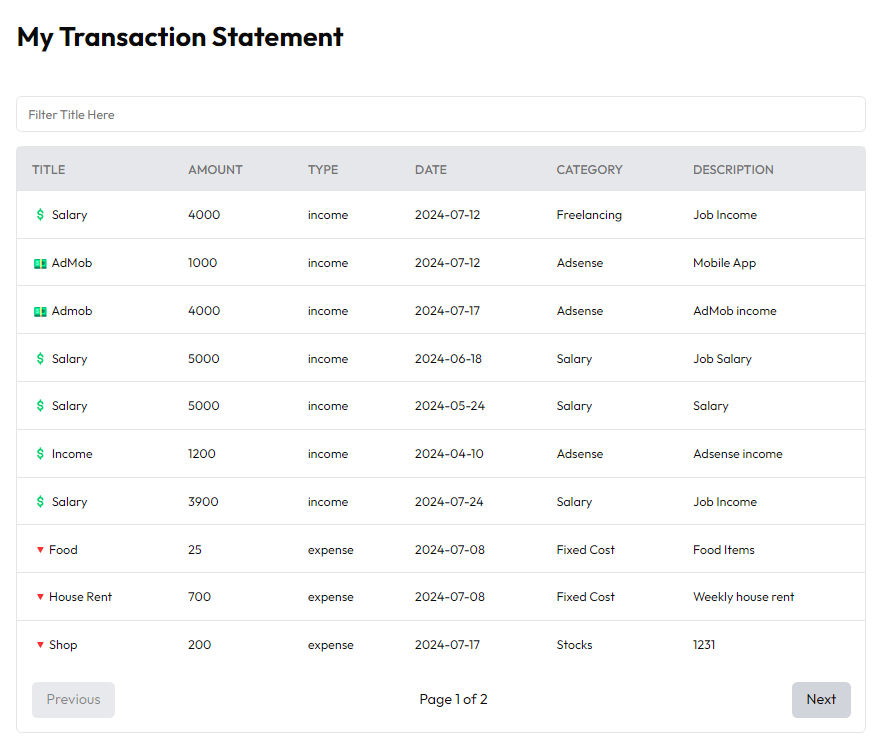 My Transaction Statement
Filter Title Here
TITLE AMOUNT TYPE DATE CATEGORY DESCRIPTION
$ Salary 4000 income 2024-07-12 Freelancing Job Income
AdMob 1000 income 2024-07-12 Adsense Mobile App
Admob 4000 income 2024-07-17 Adsense AdMob income
$ Salary 5000 income 2024-06-18 Salary Job Salary
$ Salary 5000 income 2024-05-24 Salary Salary
$ Income 1200 income 2024-04-10 Adsense Adsense income
$ Salary 3900 income 2024-07-24 Salary Job Income
Food 25 expense 2024-07-08 Fixed Cost Food Items
House Rent 700 expense 2024-07-08 Fixed Cost Weekly house rent
Shop 200 expense 2024-07-17 Stocks 1231
Previous Page 1 of 2 Next